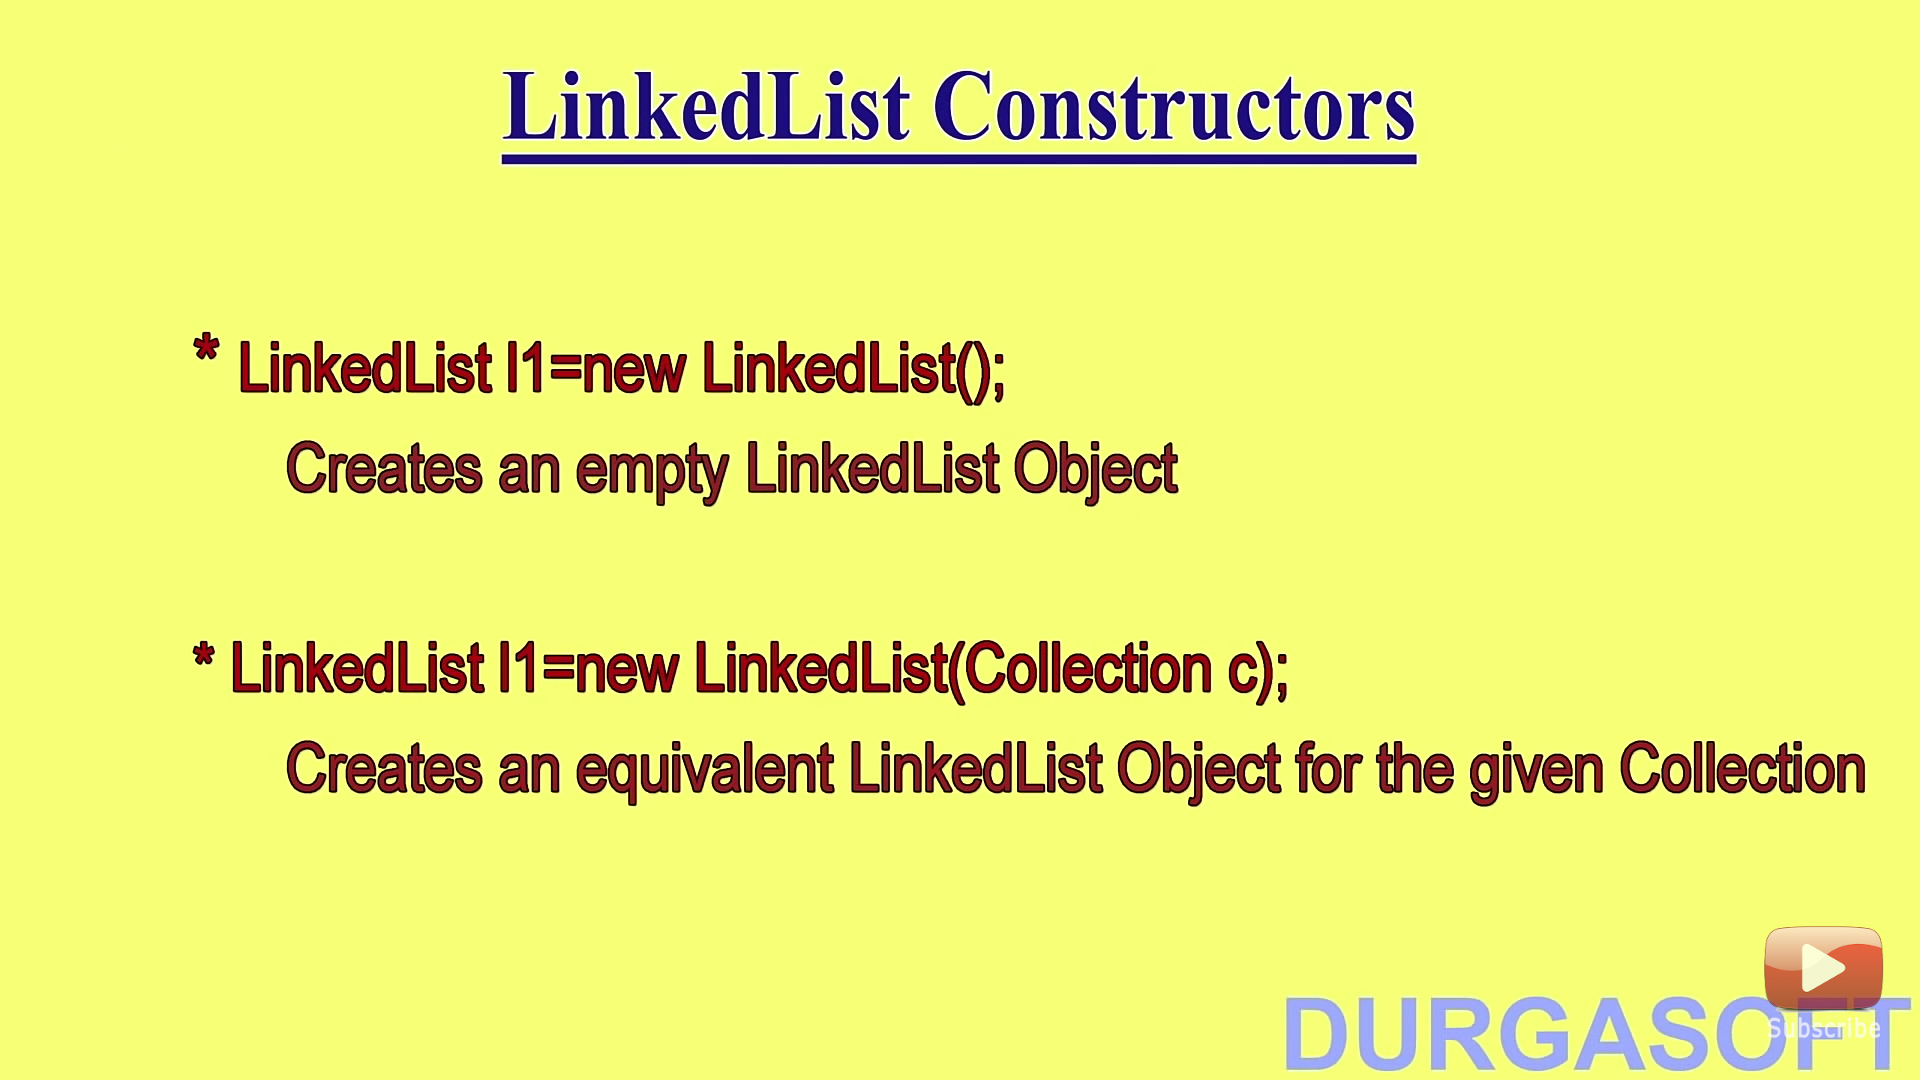 LinkedList Constructors
* LinkedList l1=new LinkedList();
Creates an empty LinkedList Object
* LinkedList l1=new LinkedList(Collection c);
Creates an equivalent LinkedList Object for the given Collection
Subscribe
DURGASOFT